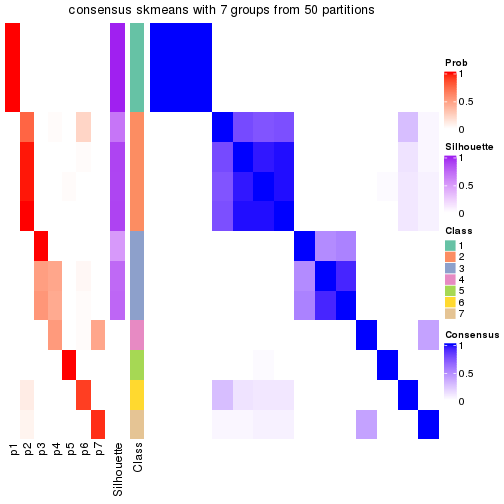 consensus skmeans with 7 groups from 50 partitions
Prob
1
0.5
0
Silhouette
1
0.5
0
Class
1
2
3
4
5
6
7
Consensus
1
0.5
0
p1
p2
p3
p4
p5
p6
p7
Silhouette
Class